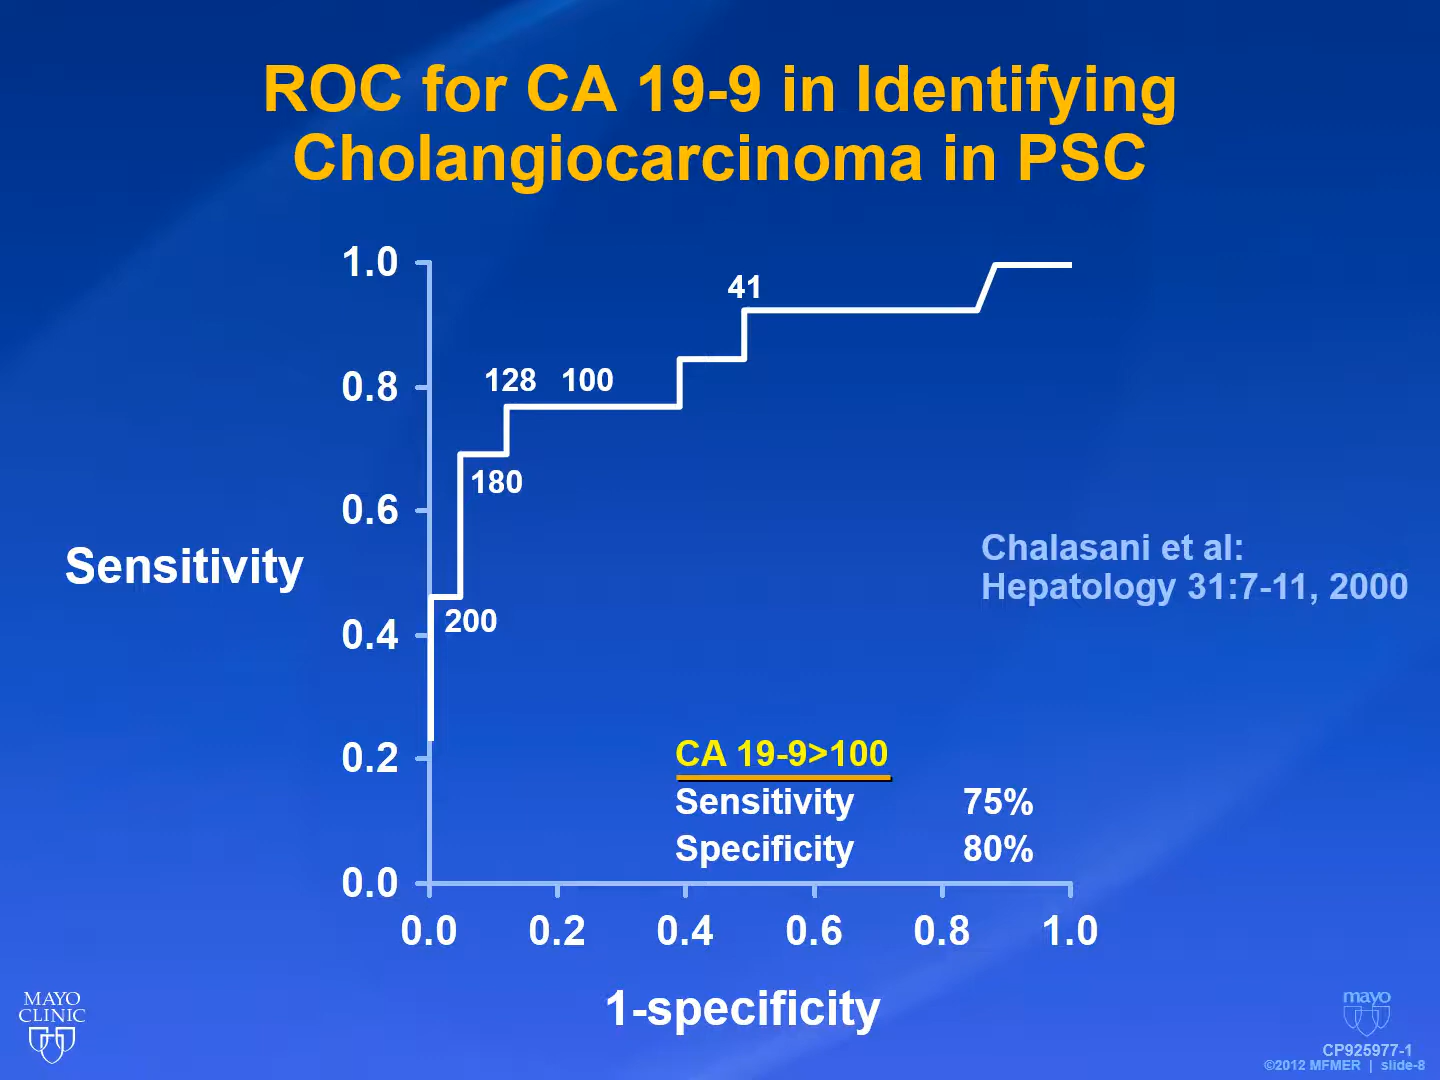 ROC for CA 19-9 in Identifying
Cholangiocarcinoma in PSC
1.0
0.8
0.6
0.4
0.2
0.0
Sensitivity
41
128 100
180
200
Chalasani et al:
Hepatology 31:7-11, 2000
CA 19-9>100
Sensitivity 75%
Specificity 80%
0.0 0.2 0.4 0.6 0.8 1.0
1-specificity
MAYO
CLINIC
mayo
CP925977-1
©2012 MFMER | slide-8